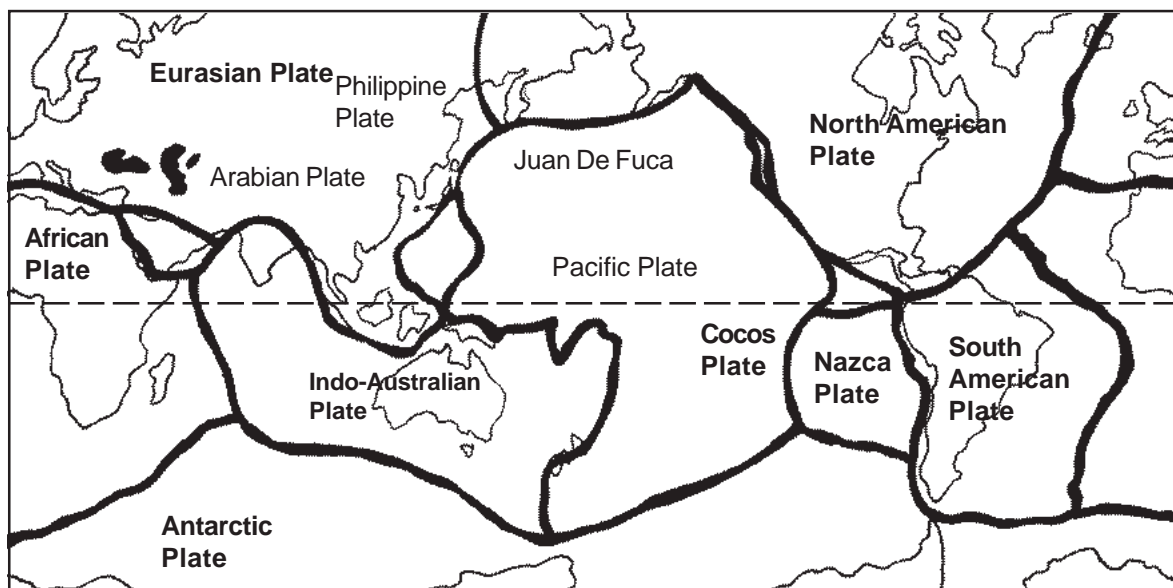 Eurasian Plate
Philippine
Plate
Arabian Plate
Juan De Fuca
North American
Plate
African
Plate
Pacific Plate
Cocos
Plate
Nazca
Plate
South
American
Plate
Indo-Australian
Plate
Antarctic
Plate